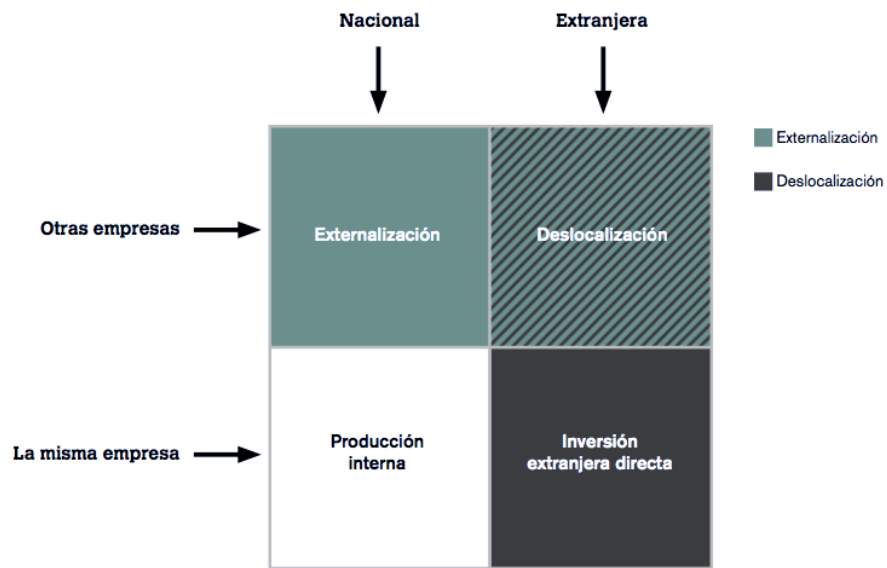 Nacional
Extranjera
Externalización
Deslocalización
Otras empresas
Externalización
Deslocalización
La misma empresa
Producción
interna
Inversión
extranjera directa